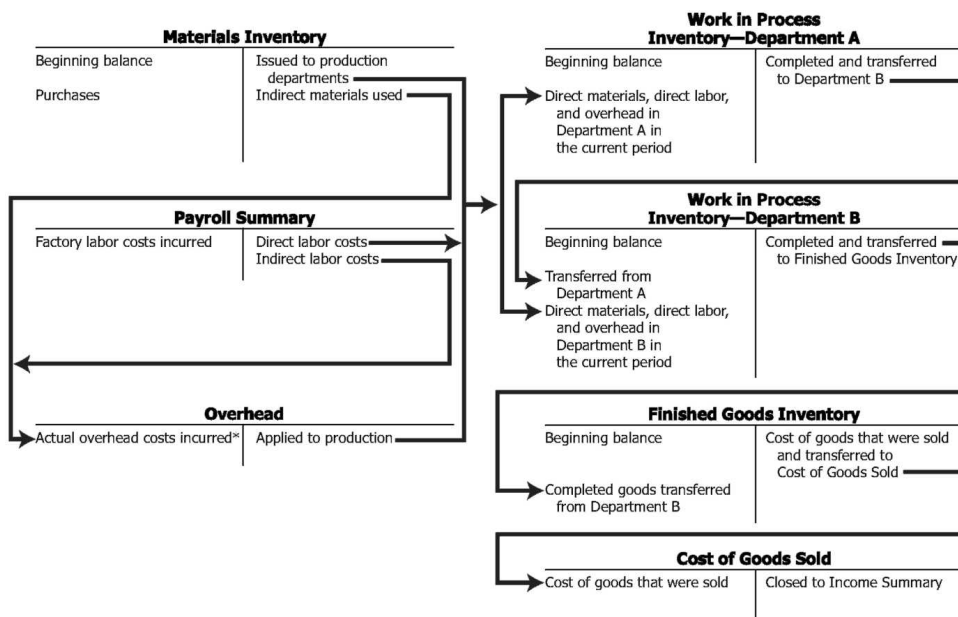 Materials Inventory
Beginning balance
Issued to production
departments
Purchases
Indirect materials used
Payroll Summary
Factory labor costs incurred
Direct labor costs
Indirect labor costs
Overhead
Actual overhead costs incurred*
Applied to production
Work in Process
Inventory—Department A
Beginning balance
Completed and transferred
to Department B
Direct materials, direct labor,
and overhead in
Department A in
the current period
Work in Process
Inventory—Department B
Beginning balance
Completed and transferred
to Finished Goods Inventory
Transferred from
Department A
Direct materials, direct labor,
and overhead in
Department B in
the current period
Finished Goods Inventory
Beginning balance
Cost of goods that were sold
and transferred to
Cost of Goods Sold
Completed goods transferred
from Department B
Cost of Goods Sold
Cost of goods that were sold
Closed to Income Summary